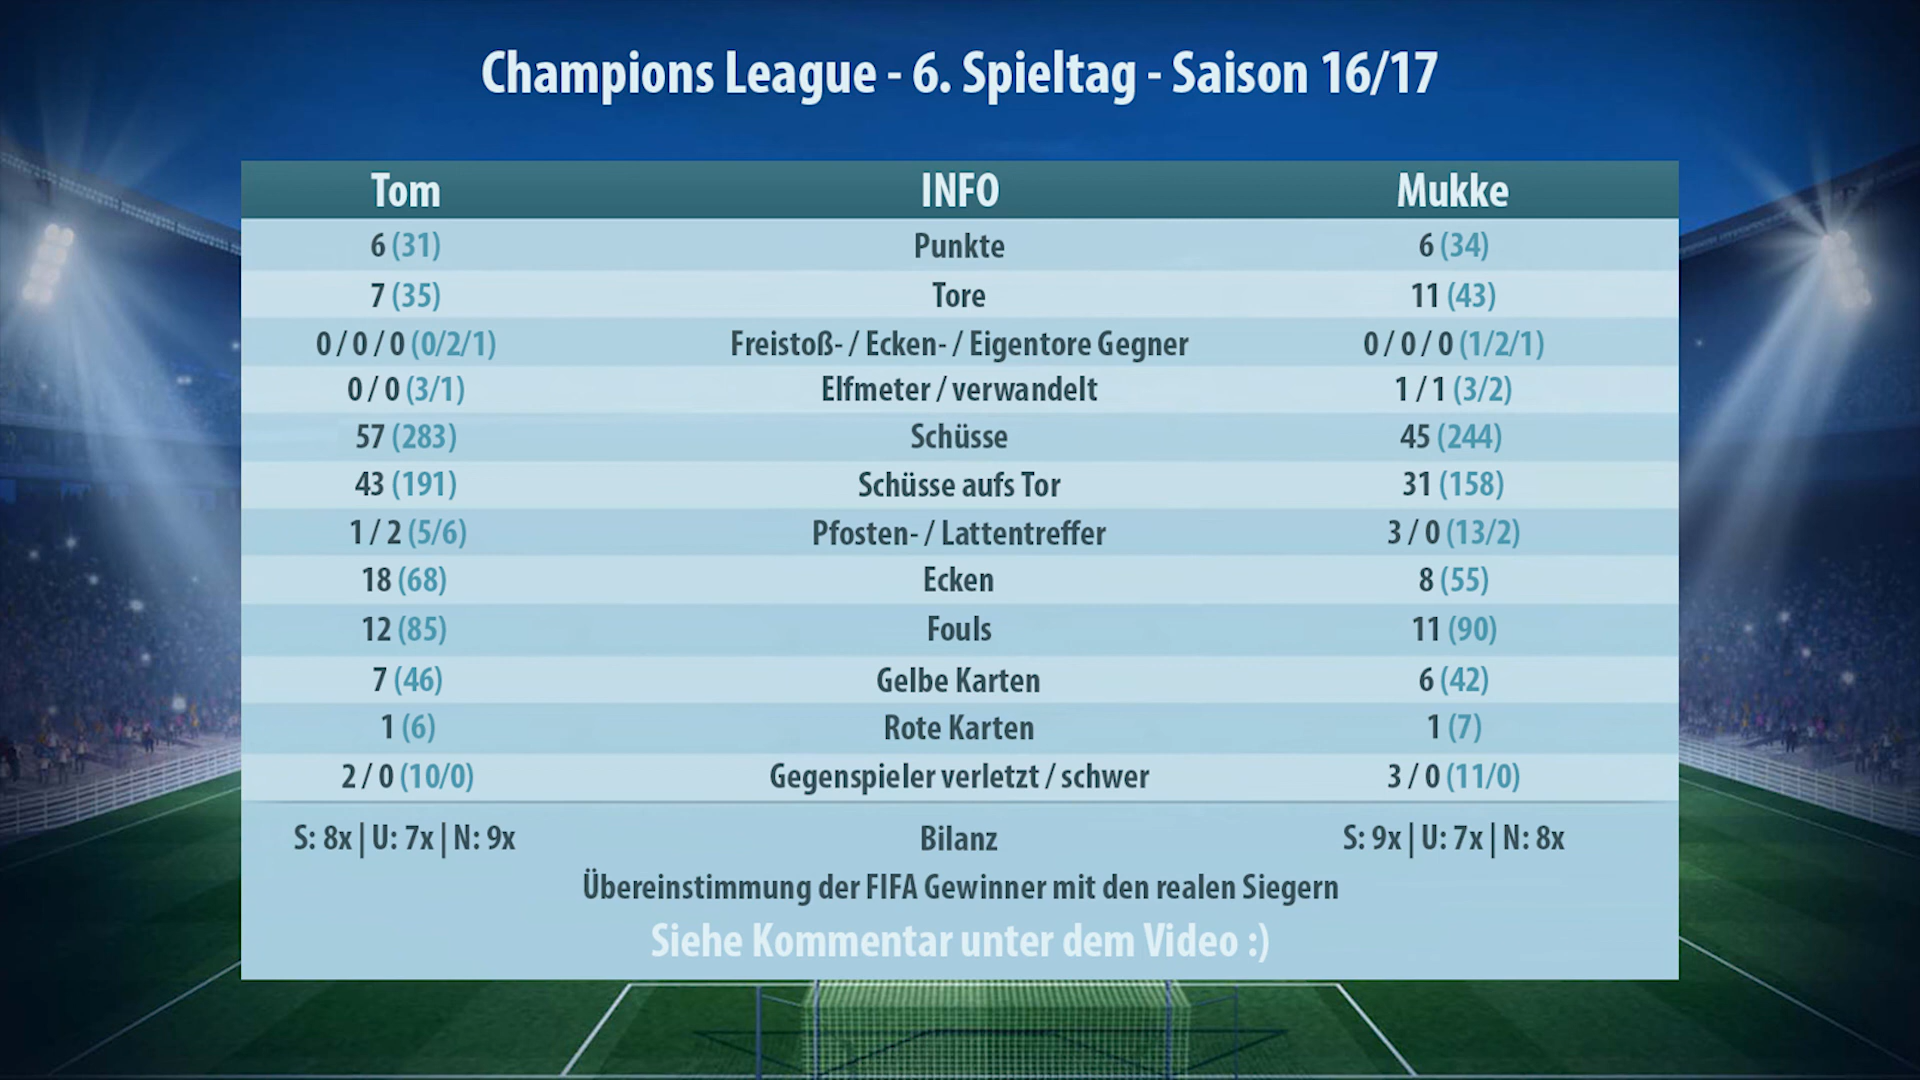 Champions League - 6. Spieltag - Saison 16/17
Tom INFO Mukke
6 (31) Punkte 6 (34)
7 (35) Tore 11 (43)
0 / 0 / 0 (0/2/1) Freistoß- / Ecken- / Eigentore Gegner 0 / 0 / 0 (1/2/1)
0 / 0 (3/1) Elfmeter / verwandelt 1 / 1 (3/2)
57 (283) Schüsse 45 (244)
43 (191) Schüsse aufs Tor 31 (158)
1 / 2 (5/6) Pfosten- / Lattentreffer 3 / 0 (13/2)
18 (68) Ecken 8 (55)
12 (85) Fouls 11 (90)
7 (46) Gelbe Karten 6 (42)
1 (6) Rote Karten 1 (7)
2 / 0 (10/0) Gegenspieler verletzt / schwer 3 / 0 (11/0)
S: 8x | U: 7x | N: 9x Bilanz S: 9x | U: 7x | N: 8x
Übereinstimmung der FIFA Gewinner mit den realen Siegern
Siehe Kommentar unter dem Video :)